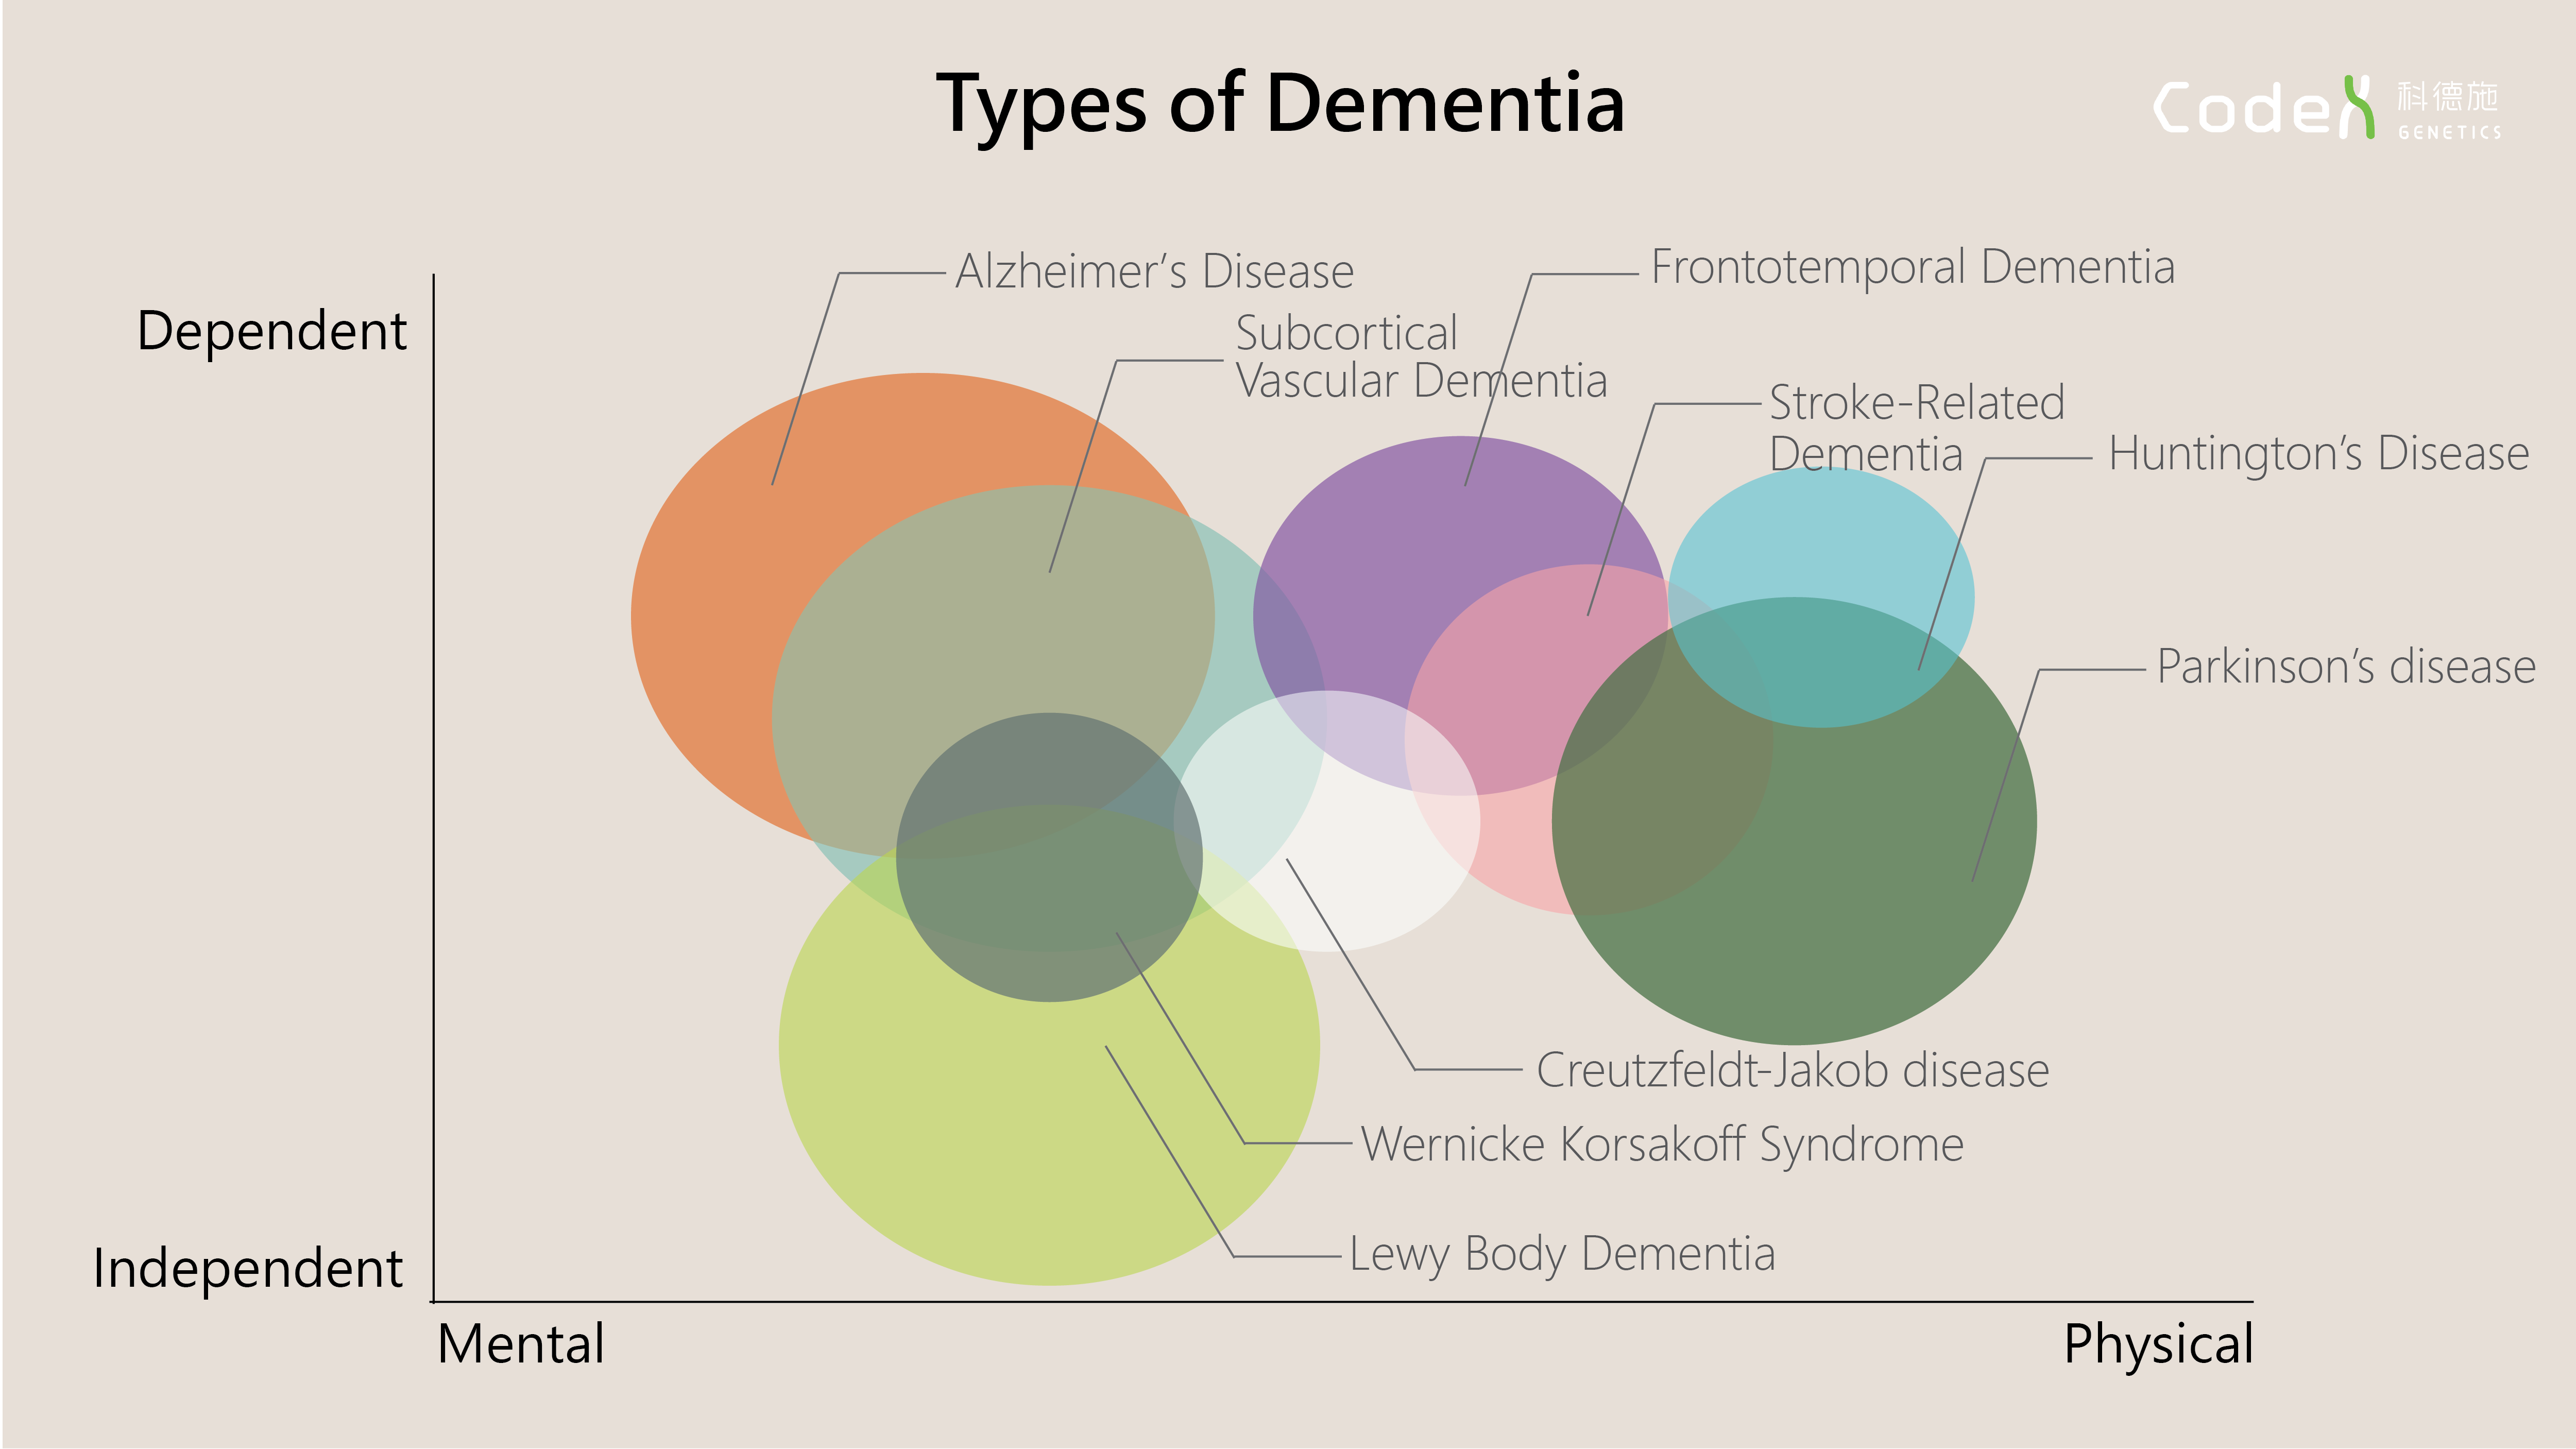 Types of Dementia
CodeX 科德施
GENETICS
Alzheimer's Disease
Frontotemporal Dementia
Dependent
Subcortical
Vascular Dementia
Stroke-Related
Dementia
Huntington's Disease
Parkinson's disease
Creutzfeldt-Jakob disease
Wernicke Korsakoff Syndrome
Lewy Body Dementia
Independent
Mental
Physical